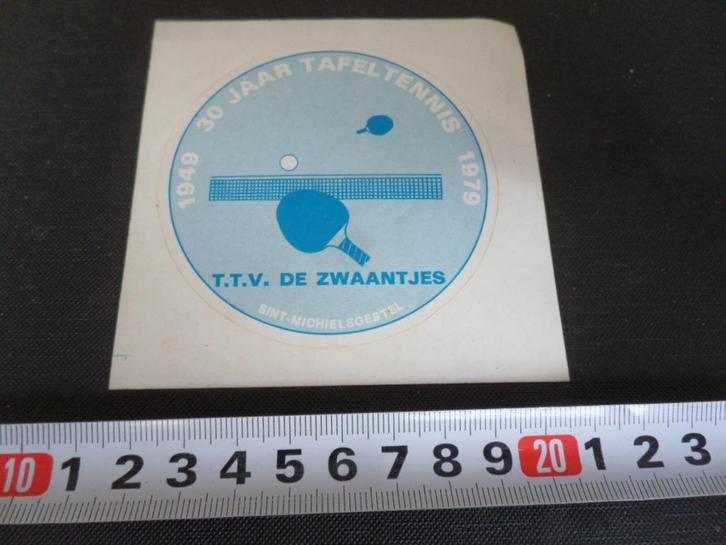 30 JAAR TAFELTENNIS
1949 1979
T.T.V. DE ZWAANTJES
SINT-MICHIELSGESTEL
10 1 2 3 4 5 6 7 8 9 20 1 2 3